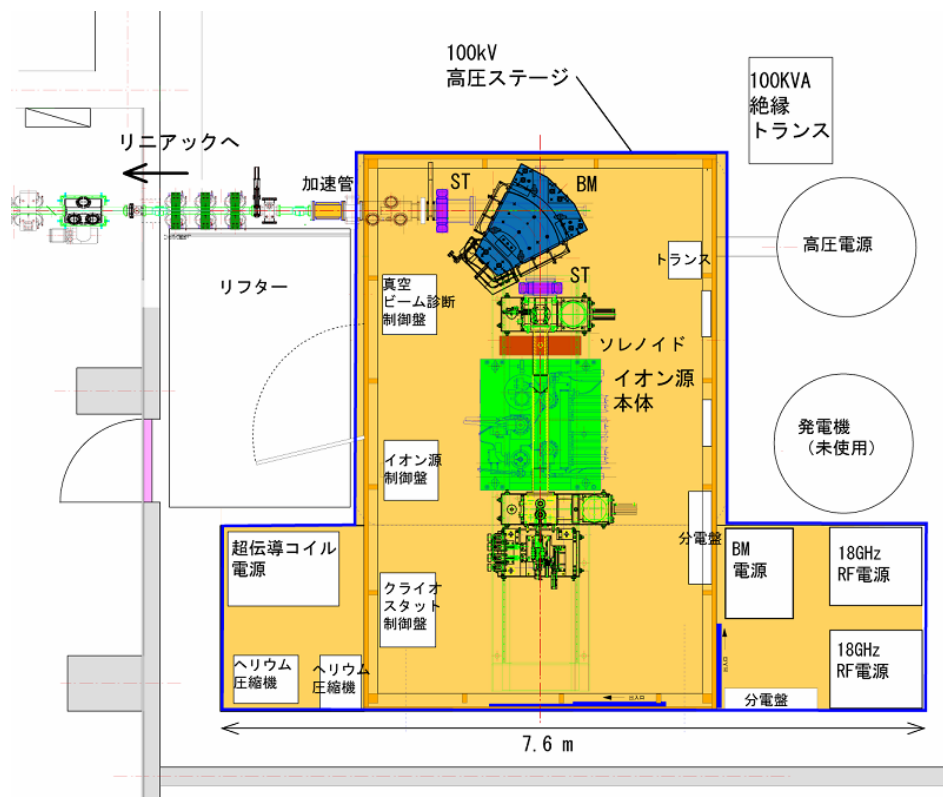 100kV
高圧ステージ
100KVA
絶縁
トランス
リニアックへ
加速管
ST
BM
トランス
高圧電源
リフター
真空
ビーム診断
制御盤
ST
ソレノイド
イオン源
本体
発電機
（未使用）
イオン源
制御盤
分電盤
超伝導コイル
電源
BM
電源
18GHz
RF電源
クライオ
スタット
制御盤
ヘリウム
圧縮機
ヘリウム
圧縮機
18GHz
RF電源
出入口
出入口
分電盤
7.6 m